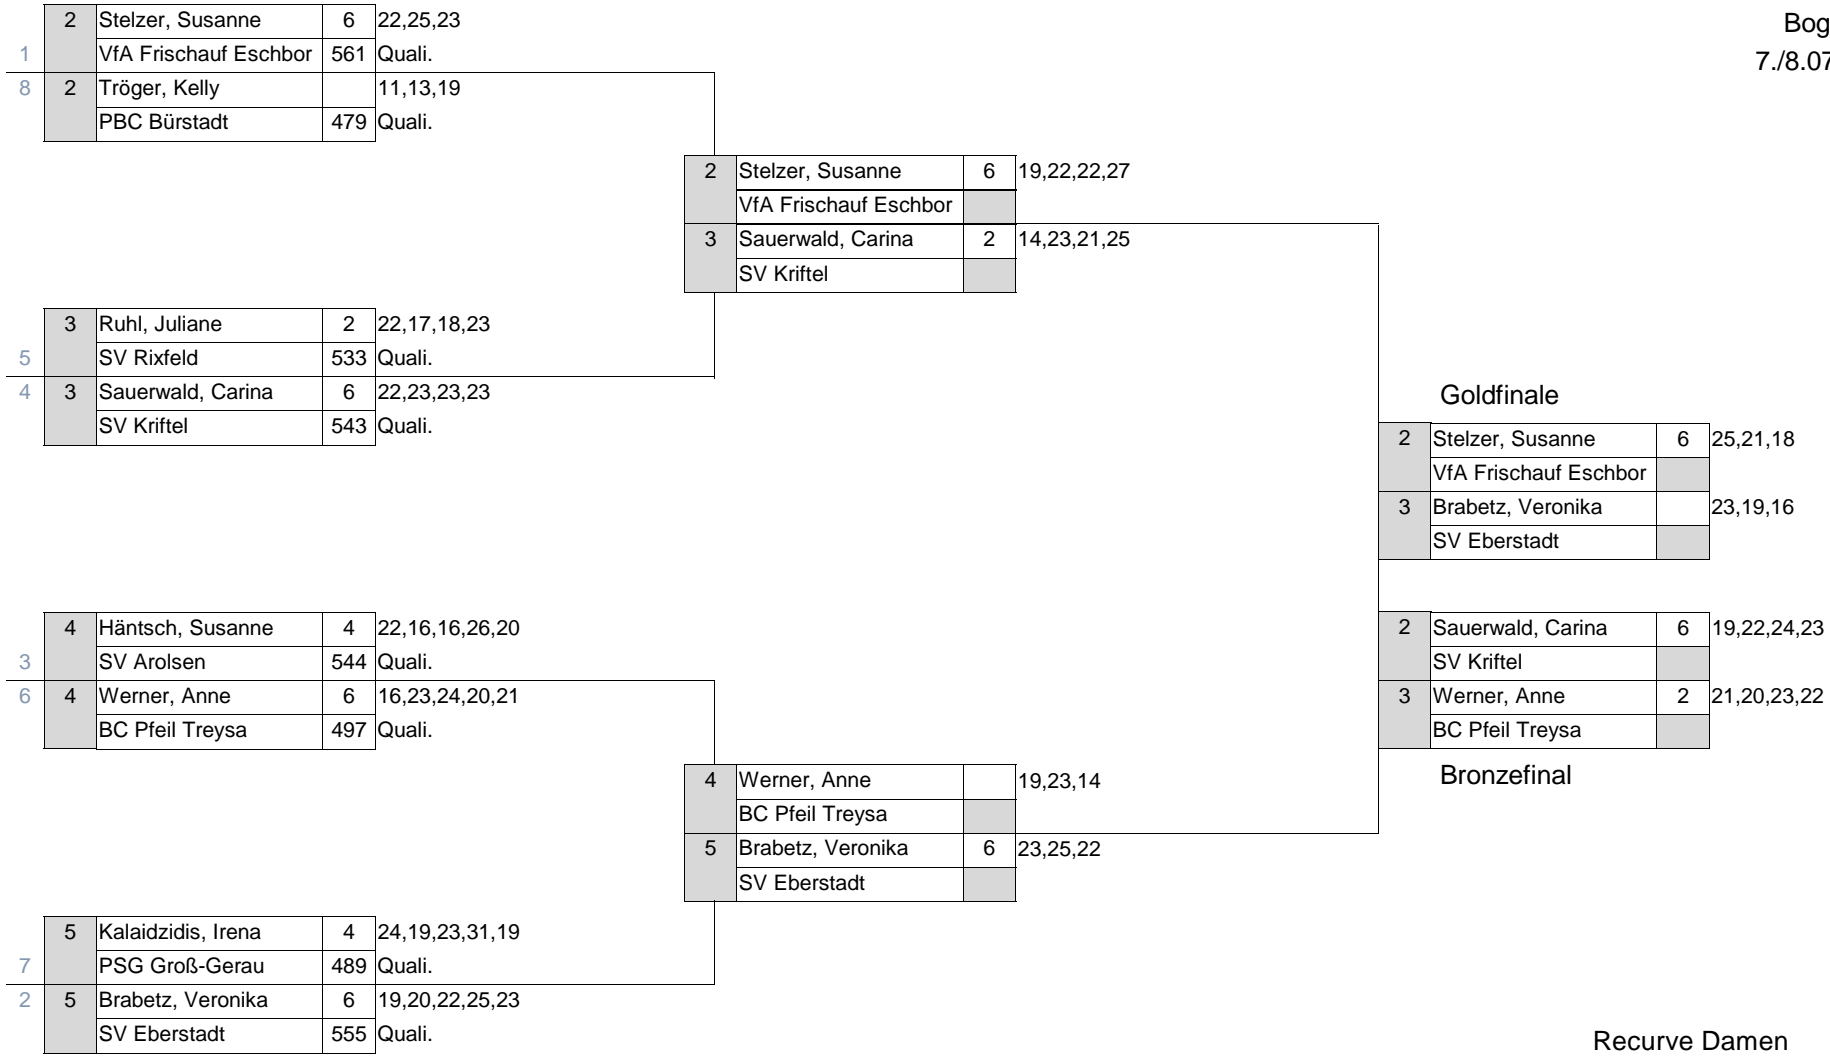 Bog
7./8.07
2 Stelzer, Susanne 6 22,25,23
1 VfA Frischauf Eschbor 561 Quali.
8 2 Tröger, Kelly 11,13,19
PBC Bürstadt 479 Quali.
2 Stelzer, Susanne 6 19,22,22,27
VfA Frischauf Eschbor
3 Sauerwald, Carina 2 14,23,21,25
SV Kriftel
3 Ruhl, Juliane 2 22,17,18,23
5 SV Rixfeld 533 Quali.
4 3 Sauerwald, Carina 6 22,23,23,23
SV Kriftel 543 Quali.
Goldfinale
2 Stelzer, Susanne 6 25,21,18
VfA Frischauf Eschbor
3 Brabetz, Veronika 23,19,16
SV Eberstadt
4 Häntsch, Susanne 4 22,16,16,26,20
3 SV Arolsen 544 Quali.
6 4 Werner, Anne 6 16,23,24,20,21
BC Pfeil Treysa 497 Quali.
2 Sauerwald, Carina 6 19,22,24,23
SV Kriftel
3 Werner, Anne 2 21,20,23,22
BC Pfeil Treysa
Bronzefinal
4 Werner, Anne 19,23,14
BC Pfeil Treysa
5 Brabetz, Veronika 6 23,25,22
SV Eberstadt
5 Kalaidzidis, Irena 4 24,19,23,31,19
7 PSG Groß-Gerau 489 Quali.
2 5 Brabetz, Veronika 6 19,20,22,25,23
SV Eberstadt 555 Quali.
Recurve Damen